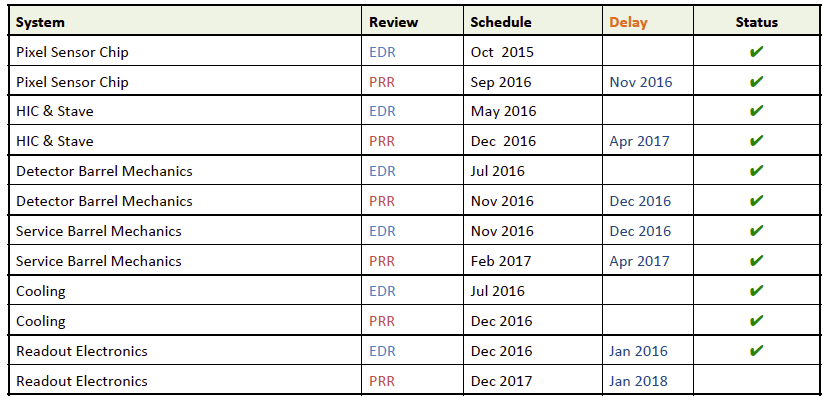 System Review Schedule Delay Status
Pixel Sensor Chip EDR Oct 2015 ✔
Pixel Sensor Chip PRR Sep 2016 Nov 2016 ✔
HIC & Stave EDR May 2016 ✔
HIC & Stave PRR Dec 2016 Apr 2017 ✔
Detector Barrel Mechanics EDR Jul 2016 ✔
Detector Barrel Mechanics PRR Nov 2016 Dec 2016 ✔
Service Barrel Mechanics EDR Nov 2016 Dec 2016 ✔
Service Barrel Mechanics PRR Feb 2017 Apr 2017 ✔
Cooling EDR Jul 2016 ✔
Cooling PRR Dec 2016 ✔
Readout Electronics EDR Dec 2016 Jan 2016 ✔
Readout Electronics PRR Dec 2017 Jan 2018